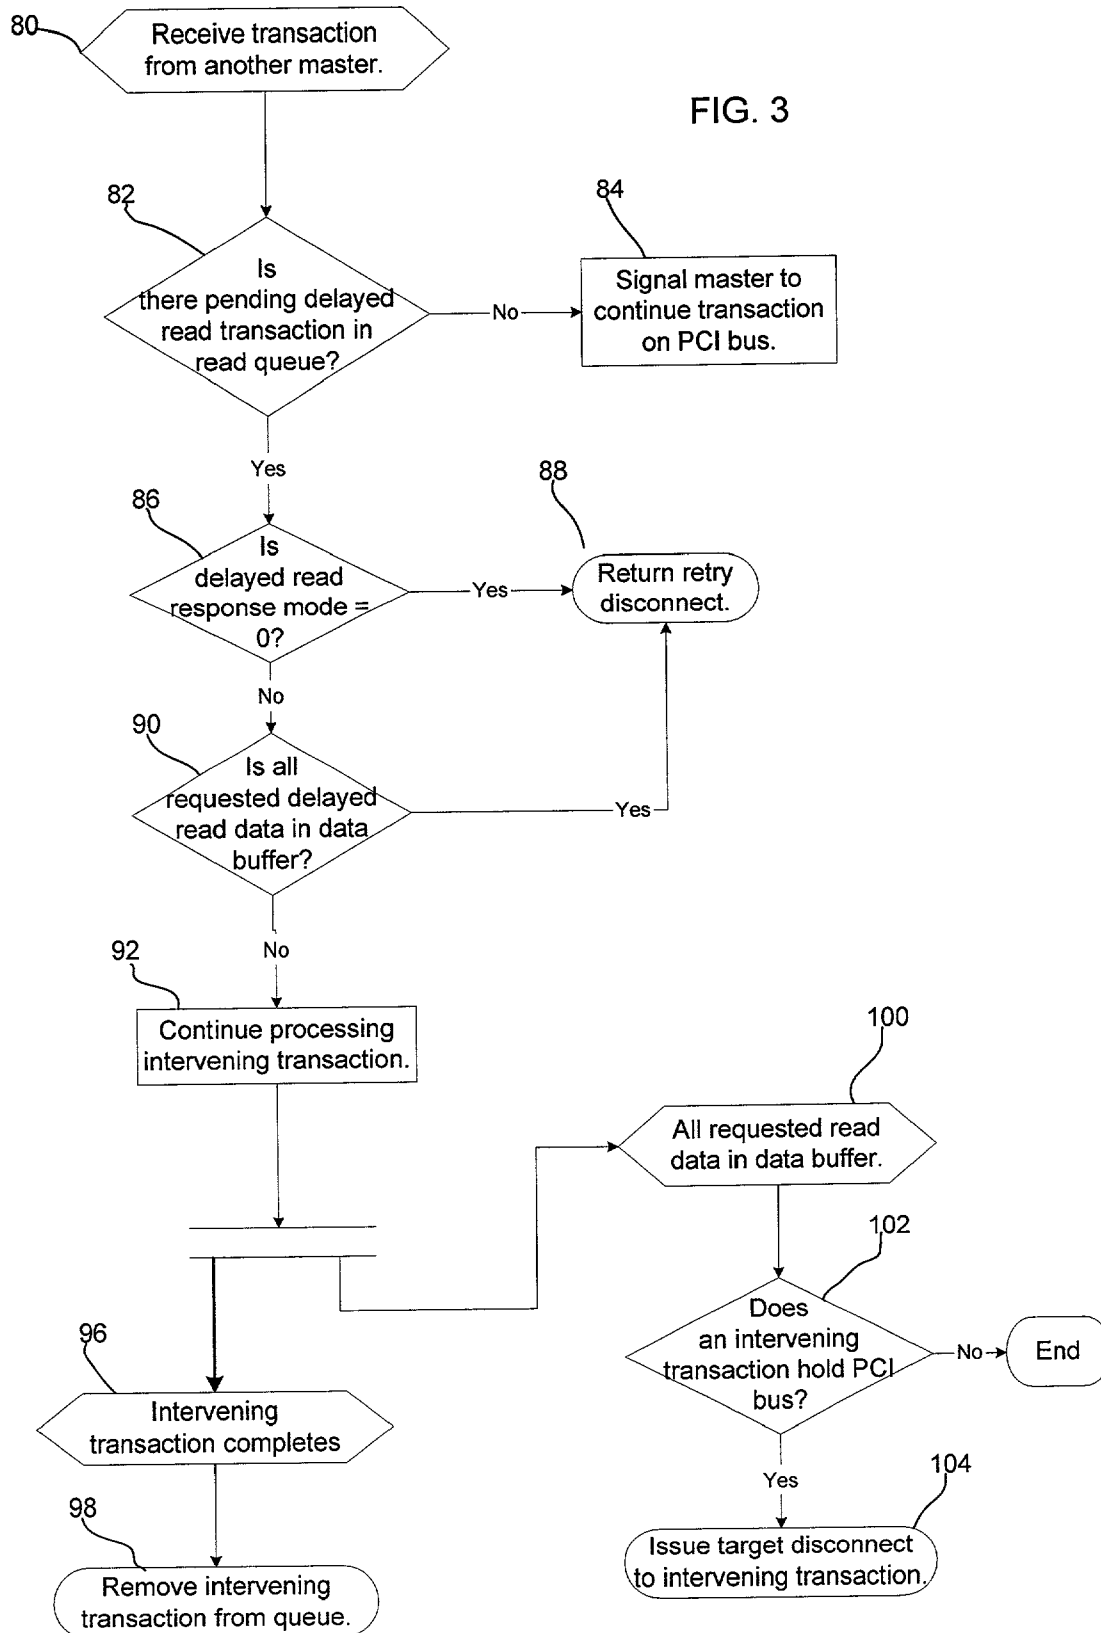 80
Receive transaction
from another master.
FIG. 3
82
Is
there pending delayed
read transaction in
read queue?
No
84
Signal master to
continue transaction
on PCI bus.
Yes
86
Is
delayed read
response mode =
0?
Yes
88
Return retry
disconnect.
No
90
Is all
requested delayed
read data in data
buffer?
Yes
No
92
Continue processing
intervening transaction.
100
All requested read
data in data buffer.
102
Does
an intervening
transaction hold PCI
bus?
No
End
96
Intervening
transaction completes
Yes
98
Remove intervening
transaction from queue.
104
Issue target disconnect
to intervening transaction.